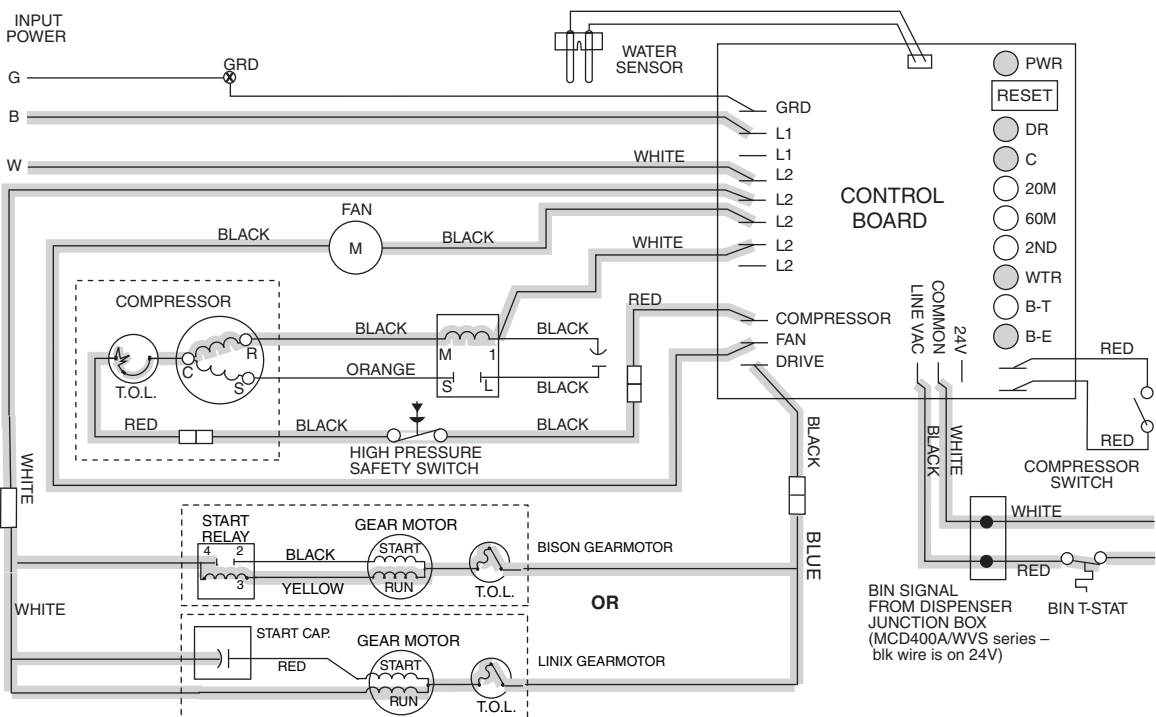 INPUT
POWER
G
GRD
B
W
WHITE
WATER
SENSOR
GRD
L1
L1
L2
L2
L2
L2
L2
CONTROL
BOARD
COMPRESSOR
FAN
DRIVE
LINE VAC
COMMON
24V
PWR
RESET
DR
C
20M
60M
2ND
WTR
B-T
B-E
FAN
BLACK
M
BLACK
WHITE
COMPRESSOR
RED
R
C
S
T.O.L.
BLACK
ORANGE
M
1
S
L
BLACK
BLACK
RED
BLACK
BLACK
HIGH PRESSURE
SAFETY SWITCH
RED
RED
COMPRESSOR
SWITCH
BLACK
BLACK
WHITE
WHITE
START
RELAY
4
2
3
BLACK
YELLOW
GEAR MOTOR
START
RUN
T.O.L.
BISON GEARMOTOR
BLUE
WHITE
RED
BIN T-STAT
BIN SIGNAL
FROM DISPENSER
JUNCTION BOX
(MCD400A/WVS series –
blk wire is on 24V)
OR
WHITE
START CAP.
RED
GEAR MOTOR
START
RUN
T.O.L.
LINIX GEARMOTOR